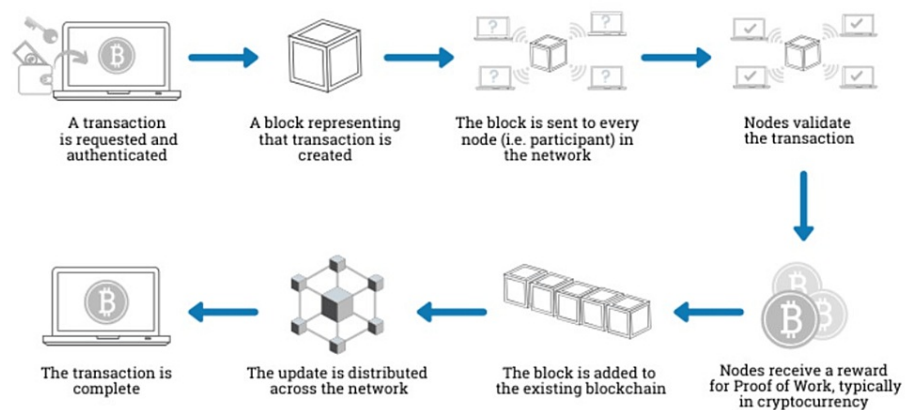 A transaction
is requested and
authenticated
A block representing
that transaction is
created
The block is sent to every
node (i.e. participant) in
the network
Nodes validate
the transaction
Nodes receive a reward
for Proof of Work, typically
in cryptocurrency
The block is added to
the existing blockchain
The update is distributed
across the network
The transaction is
complete